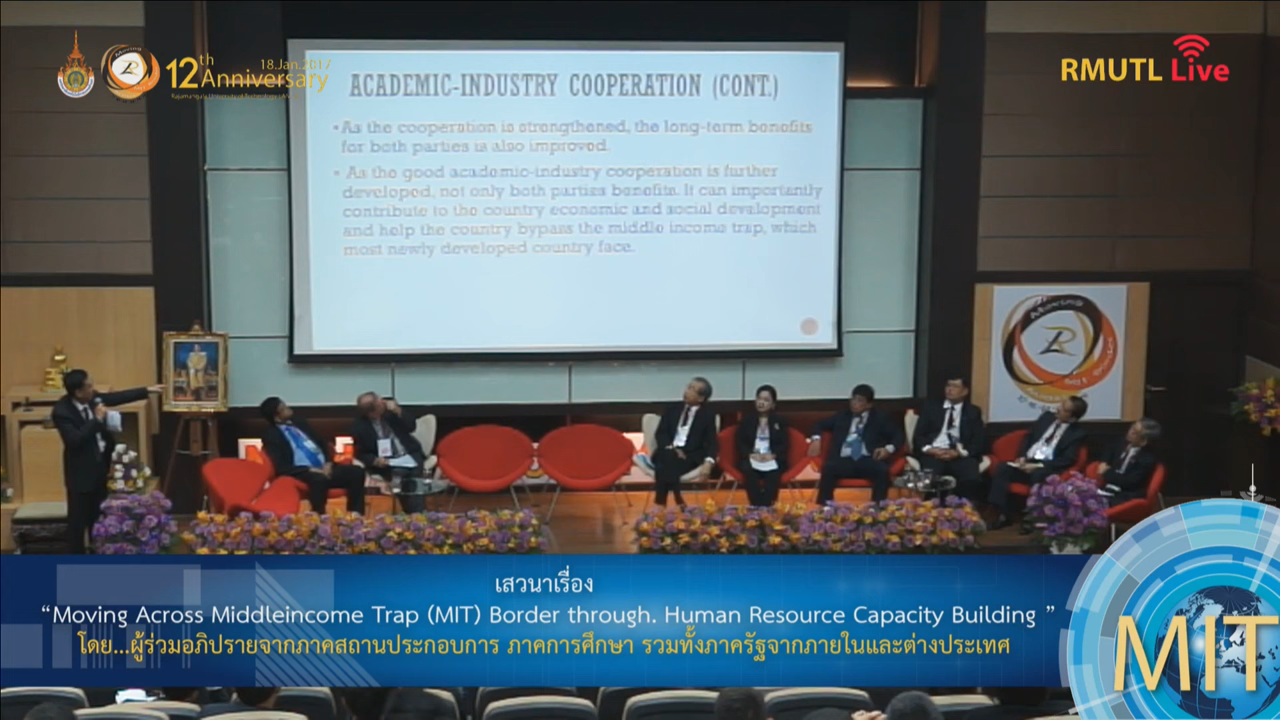 12th Anniversary
18.Jan.2017
RMUTL Live
ACADEMIC-INDUSTRY COOPERATION (CONT.)
• As the cooperation is strengthened, the long-term benefits
for both parties is also improved.
• As the good academic-industry cooperation is further
developed, not only both parties benefits. It can importantly
contribute to the country economic and social development
and help the country bypass the middle income trap, which
most newly developed country face.
Moving
เสวนาเรื่อง
“Moving Across Middleincome Trap (MIT) Border through. Human Resource Capacity Building ”
โดย...ผู้ร่วมอภิปรายจากภาคสถานประกอบการ ภาคการศึกษา รวมทั้งภาครัฐจากภายในและต่างประเทศ
MIT